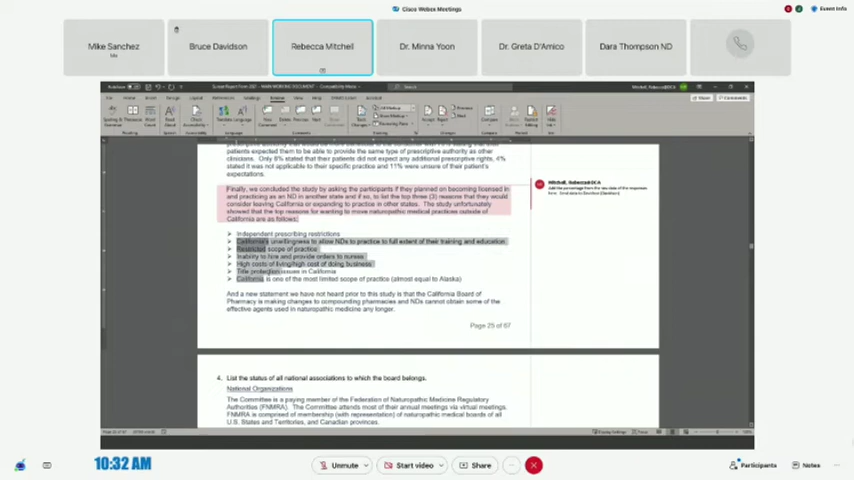 Cisco Webex Meetings
Event Info
Mike Sanchez
Me
Bruce Davidson
Rebecca Mitchell
Dr. Minna Yoon
Dr. Greta D'Amico
Dara Thompson ND
patients expected them to be able to provide the same type of prescriptive authority as other
clinicians. Only 8% stated that their patients did not expect any additional prescriptive rights, 4%
stated it was not applicable to their specific practice and 11% were unsure of their patient's
expectations.
Finally, we concluded the study by asking the participants if they planned on becoming licensed in
and practicing as an ND in another state and if so, to list the top three (3) reasons that they would
consider leaving California or expanding to practice in other states. The study unfortunately
showed that the top reasons for wanting to move naturopathic medical practices outside of
California are as follows:
➢ Independent prescribing restrictions
➢ California's unwillingness to allow NDs to practice to full extent of their training and education
➢ Restricted scope of practice
➢ Inability to hire and provide orders to nurses
➢ High costs of living/high cost of doing business
➢ Title protection issues in California
➢ California is one of the most limited scope of practice (almost equal to Alaska)
And a new statement we have not heard prior to this study is that the California Board of
Pharmacy is making changes to compounding pharmacies and NDs cannot obtain some of the
effective agents used in naturopathic medicine any longer.
Page 25 of 67
4. List the status of all national associations to which the board belongs.
National Organizations
The Committee is a paying member of the Federation of Naturopathic Medicine Regulatory
Authorities (FNMRA). The Committee attends most of their annual meetings via virtual meetings.
FNMRA is comprised of membership (with representation) of naturopathic medical boards of all
U.S. States and Territories, and Canadian provinces.
10:32 AM
Unmute
Start video
Share
Participants
Notes